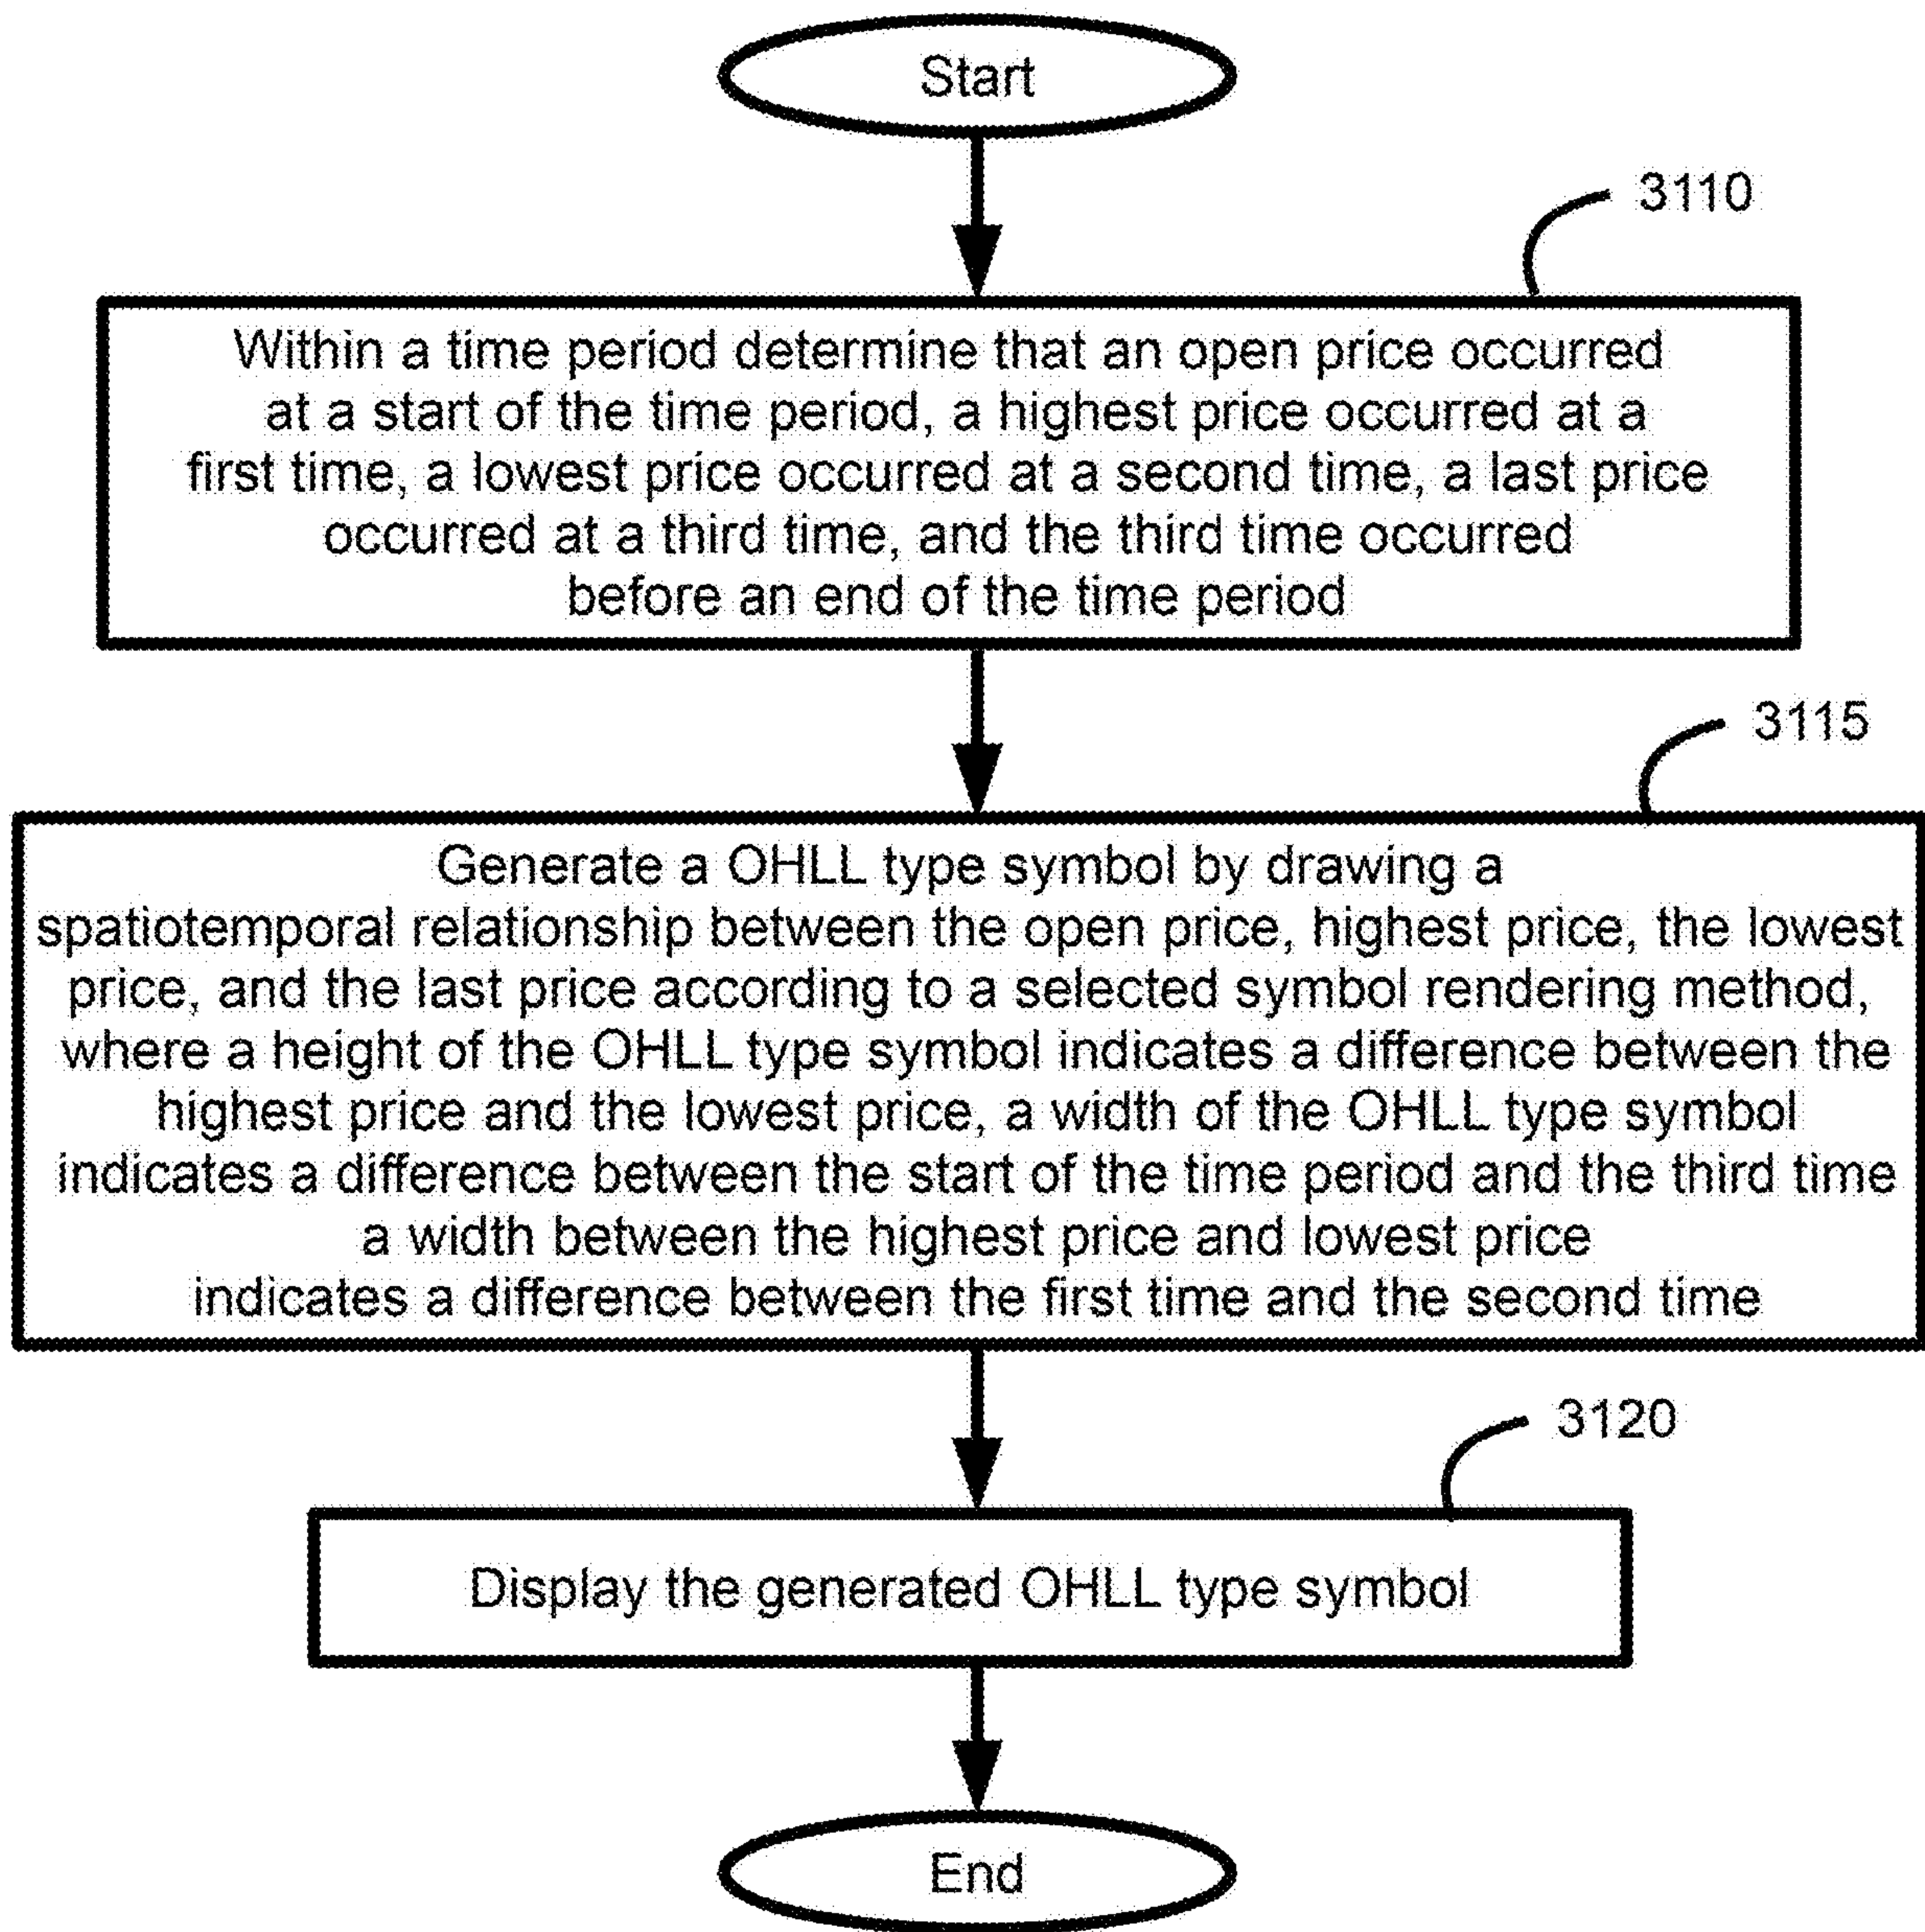 Start
3110
Within a time period determine that an open price occurred
at a start of the time period, a highest price occurred at a
first time, a lowest price occurred at a second time, a last price
occurred at a third time, and the third time occurred
before an end of the time period
3115
Generate a OHLL type symbol by drawing a
spatiotemporal relationship between the open price, highest price, the lowest
price, and the last price according to a selected symbol rendering method,
where a height of the OHLL type symbol indicates a difference between the
highest price and the lowest price, a width of the OHLL type symbol
indicates a difference between the start of the time period and the third time
a width between the highest price and lowest price
indicates a difference between the first time and the second time
3120
Display the generated OHLL type symbol
End